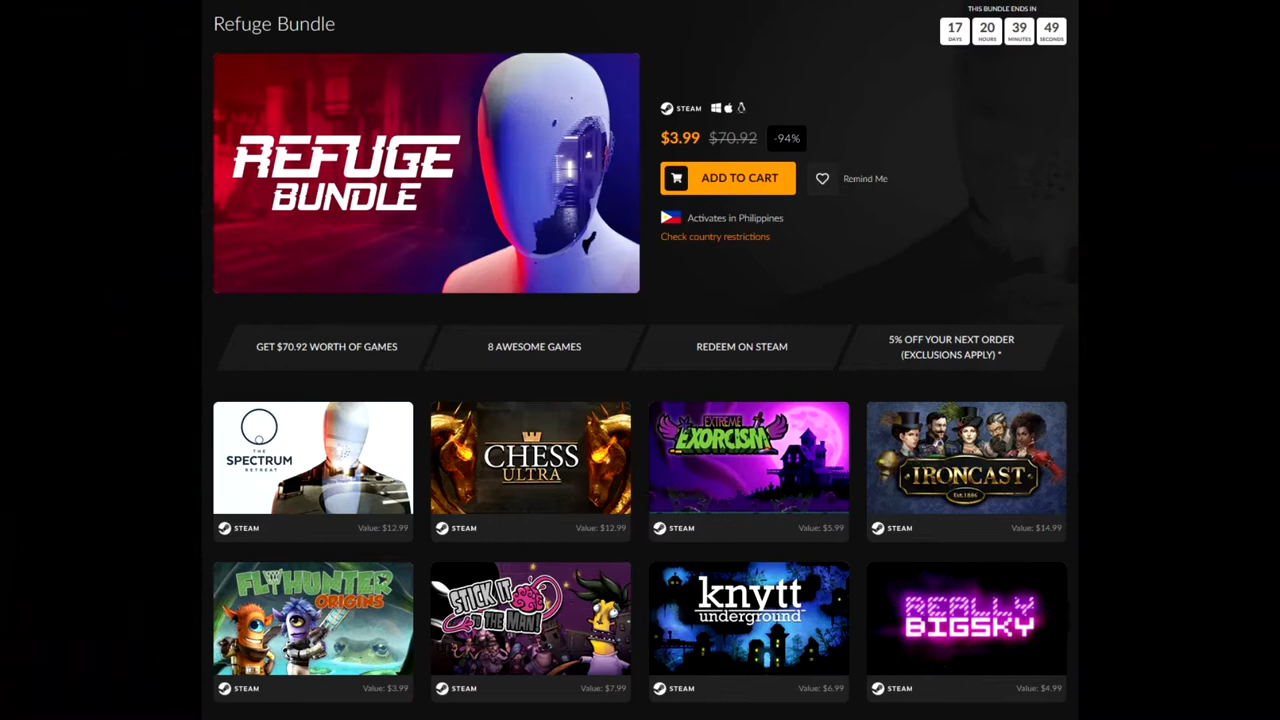 Refuge Bundle
THIS BUNDLE ENDS IN
17 20 39 49
DAYS HOURS MINUTES SECONDS
REFUGE
BUNDLE
STEAM
$3.99 $70.92 -94%
ADD TO CART
Remind Me
Activates in Philippines
Check country restrictions
GET $70.92 WORTH OF GAMES
8 AWESOME GAMES
REDEEM ON STEAM
5% OFF YOUR NEXT ORDER
(EXCLUSIONS APPLY) *
THE
SPECTRUM
RETREAT
STEAM Value: $12.99
CHESS
ULTRA
STEAM Value: $12.99
EXTREME
EXORCISM
STEAM Value: $5.99
IRONCAST
Est.1886
STEAM Value: $14.99
FLYHUNTER
ORIGINS
STEAM Value: $3.99
STICK IT
TO THE MAN!
STEAM Value: $7.99
knytt
underground
STEAM Value: $6.99
REALLY
BIGSKY
STEAM Value: $4.99